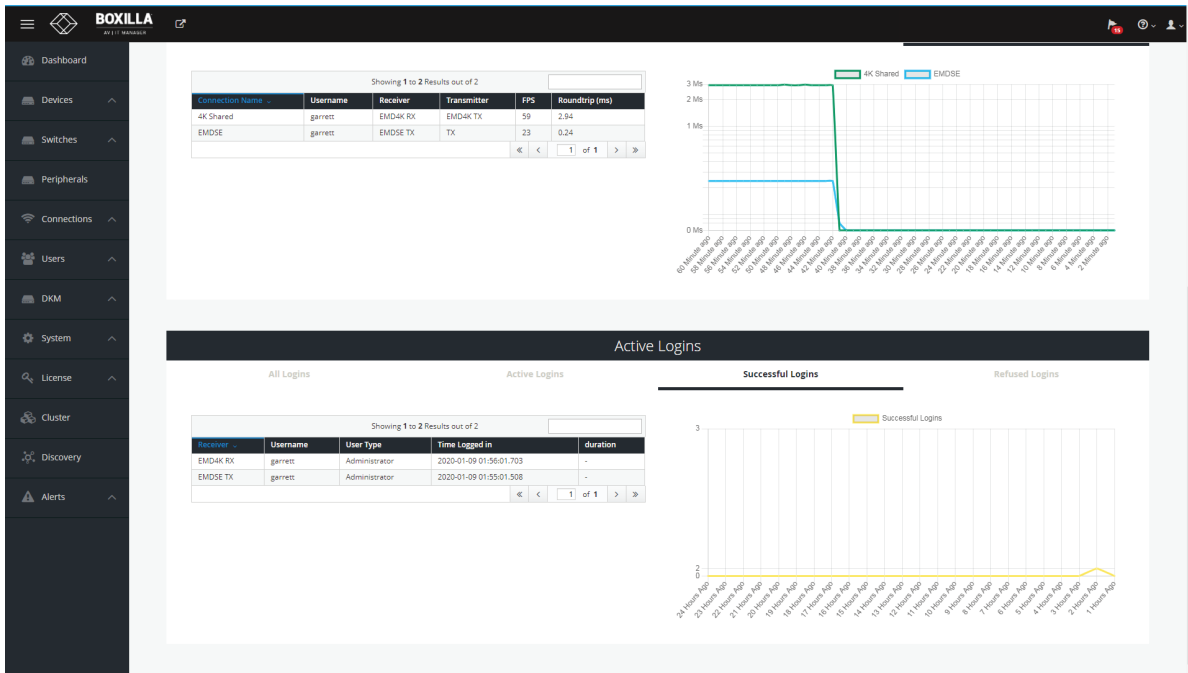 BOXILLA
AV | IT MANAGER
15
Dashboard
Devices
Switches
Peripherals
Connections
Users
DKM
System
License
Cluster
Discovery
Alerts
Showing 1 to 2 Results out of 2
Connection Name Username Receiver Transmitter FPS Roundtrip (ms)
4K Shared garrett EMD4K RX EMD4K TX 59 2.94
EMDSE garrett EMDSE TX TX 23 0.24
« < 1 of 1 > »
4K Shared EMDSE
3 Ms
2 Ms
1 Ms
0 Ms
60 Minute ago
58 Minute ago
56 Minute ago
54 Minute ago
52 Minute ago
50 Minute ago
48 Minute ago
46 Minute ago
44 Minute ago
42 Minute ago
40 Minute ago
38 Minute ago
36 Minute ago
34 Minute ago
32 Minute ago
30 Minute ago
28 Minute ago
26 Minute ago
24 Minute ago
22 Minute ago
20 Minute ago
18 Minute ago
16 Minute ago
14 Minute ago
12 Minute ago
10 Minute ago
8 Minute ago
6 Minute ago
4 Minute ago
2 Minute ago
Active Logins
All Logins Active Logins Successful Logins Refused Logins
Showing 1 to 2 Results out of 2
Receiver Username User Type Time Logged in duration
EMD4K RX garrett Administrator 2020-01-09 01:56:01.703 -
EMDSE TX garrett Administrator 2020-01-09 01:55:01.508 -
« < 1 of 1 > »
Successful Logins
3
2
0
24 Hours Ago
23 Hours Ago
22 Hours Ago
21 Hours Ago
20 Hours Ago
19 Hours Ago
18 Hours Ago
17 Hours Ago
16 Hours Ago
15 Hours Ago
14 Hours Ago
13 Hours Ago
12 Hours Ago
11 Hours Ago
10 Hours Ago
9 Hours Ago
8 Hours Ago
7 Hours Ago
6 Hours Ago
5 Hours Ago
4 Hours Ago
3 Hours Ago
2 Hours Ago
1 Hours Ago